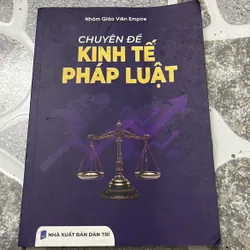 Nhóm Giáo Viên Empire
CHUYÊN ĐỀ
KINH TẾ
PHÁP LUẬT
NHÀ XUẤT BẢN DÂN TRÍ